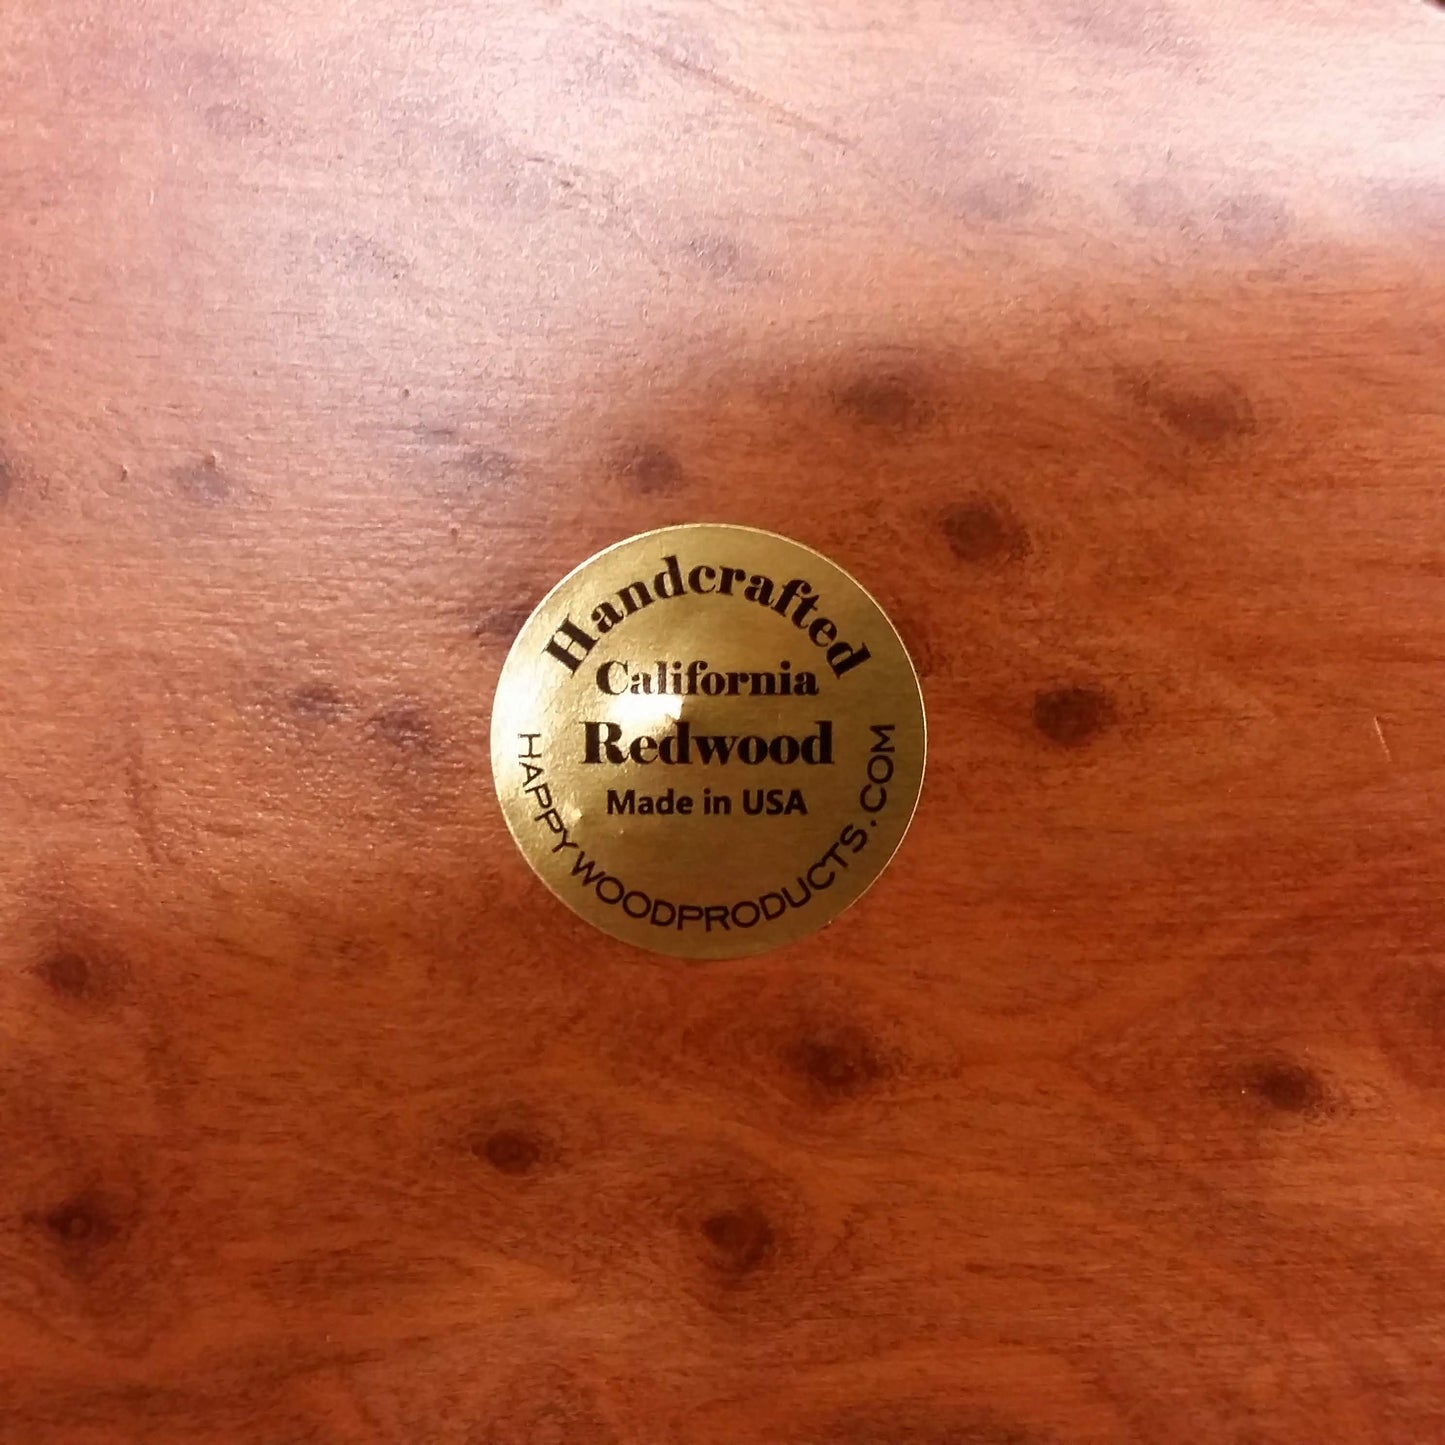 Handcrafted
California
Redwood
Made in USA
HAPPYWOODPRODUCTS.COM